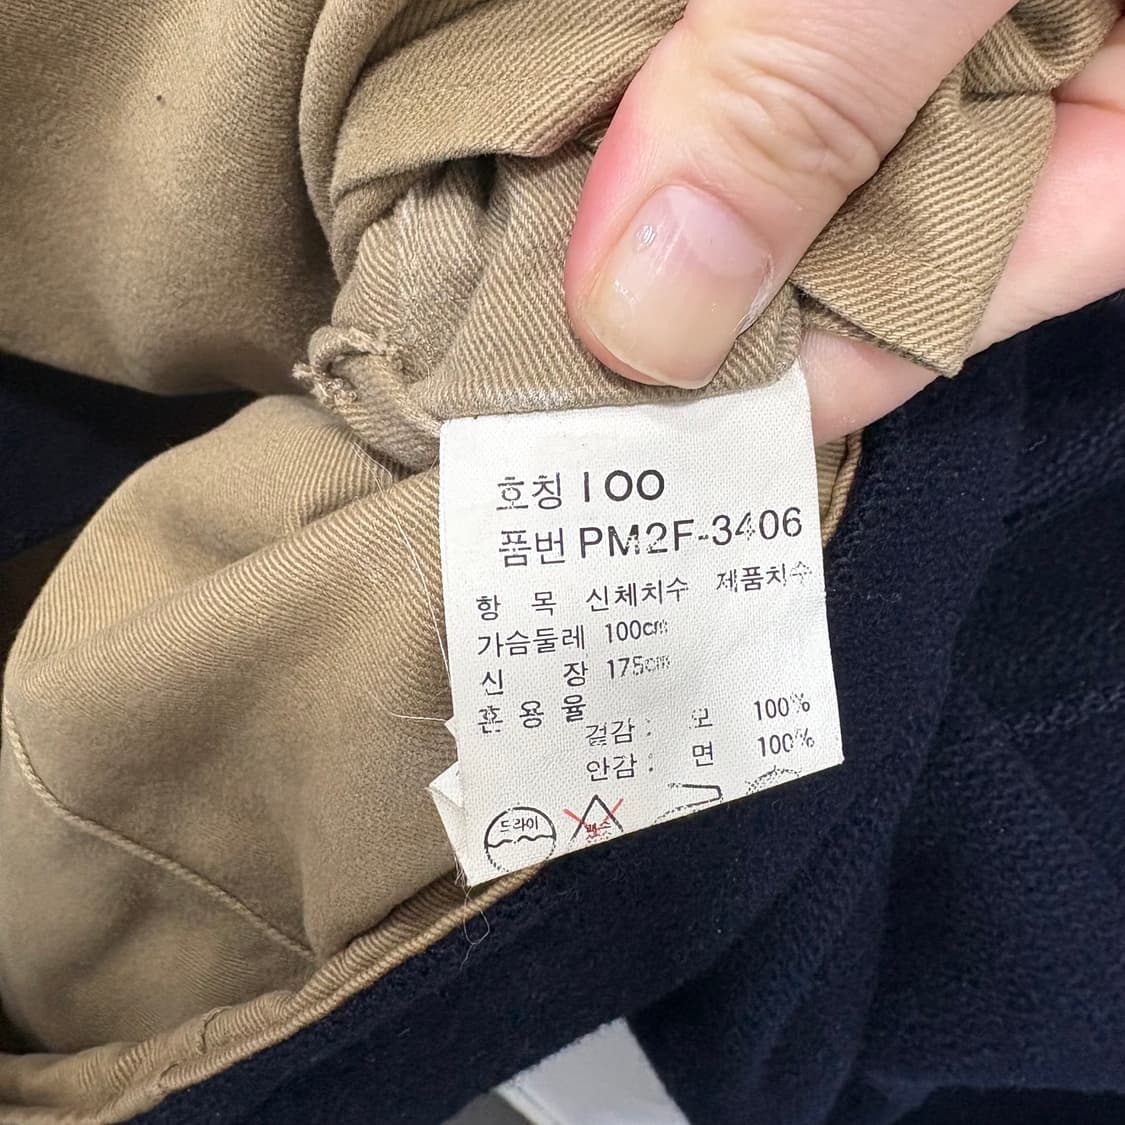 호칭 100
품번 PM2F-3406
항 목 신체치수 제품치수
가슴둘레 100cm
신 장 175cm
혼용율
겉감 : 모 100%
안감 : 면 100%
드라이